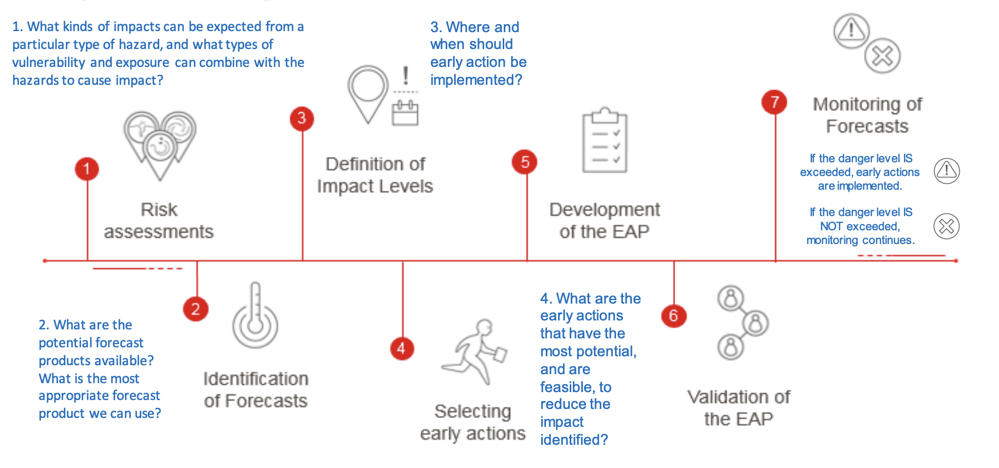 1. What kinds of impacts can be expected from a
particular type of hazard, and what types of
vulnerability and exposure can combine with the
hazards to cause impact?
1
Risk
assessments
2. What are the
potential forecast
products available?
What is the most
appropriate forecast
product we can use?
2
Identification
of Forecasts
3. Where and
when should
early action be
implemented?
3
!
Definition of
Impact Levels
4
Selecting
early actions
4. What are the
early actions
that have the
most potential,
and are
feasible, to
reduce the
impact
identified?
5
Development
of the EAP
6
Validation of
the EAP
7
!
Monitoring of
Forecasts
If the danger level IS
exceeded, early actions
are implemented.
!
If the danger level IS
NOT exceeded,
monitoring continues.